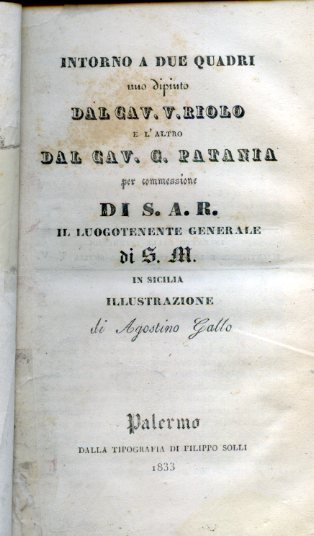 INTORNO A DUE QUADRI
uno dipinto
DAL CAV. V. RIOLO
E L'ALTRO
DAL CAV. G. PATANIA
per commessione
DI S. A. R.
IL LUOGOTENENTE GENERALE
di S. M.
IN SICILIA
ILLUSTRAZIONE
di Agostino Gallo
Palermo
DALLA TIPOGRAFIA DI FILIPPO SOLLI
1833